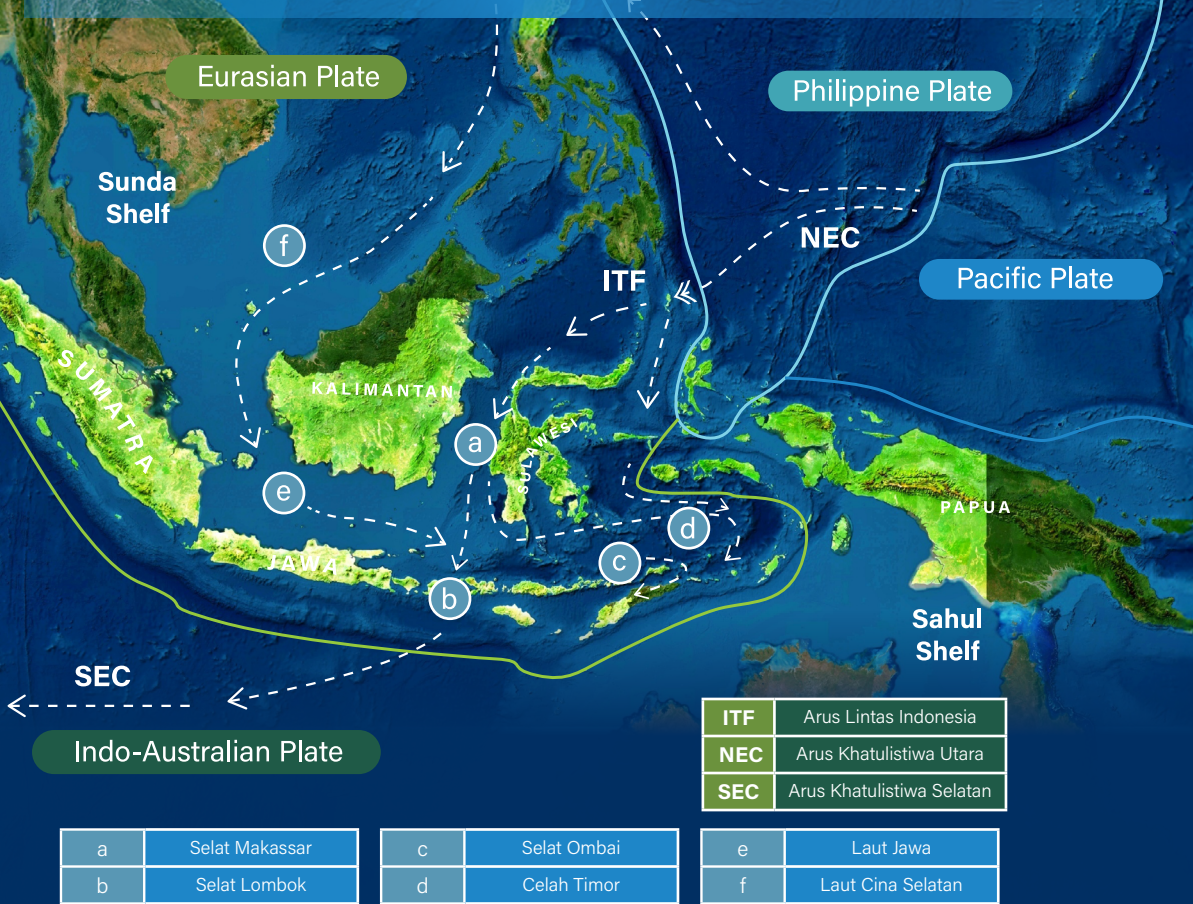 Eurasian Plate
Philippine Plate
Sunda
Shelf
f
NEC
ITF
Pacific Plate
SUMATRA
KALIMANTAN
a
SULAWESI
e
PAPUA
d
c
JAWA
b
Sahul
Shelf
SEC
Indo-Australian Plate
ITF Arus Lintas Indonesia
NEC Arus Khatulistiwa Utara
SEC Arus Khatulistiwa Selatan
a Selat Makassar c Selat Ombai e Laut Jawa
b Selat Lombok d Celah Timor f Laut Cina Selatan